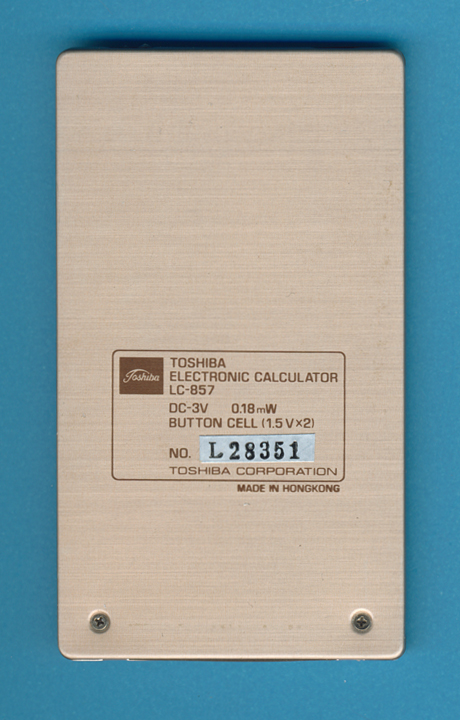 Toshiba
TOSHIBA
ELECTRONIC CALCULATOR
LC-857
DC-3V 0.18mW
BUTTON CELL (1.5V×2)
NO. L28351
TOSHIBA CORPORATION
MADE IN HONGKONG